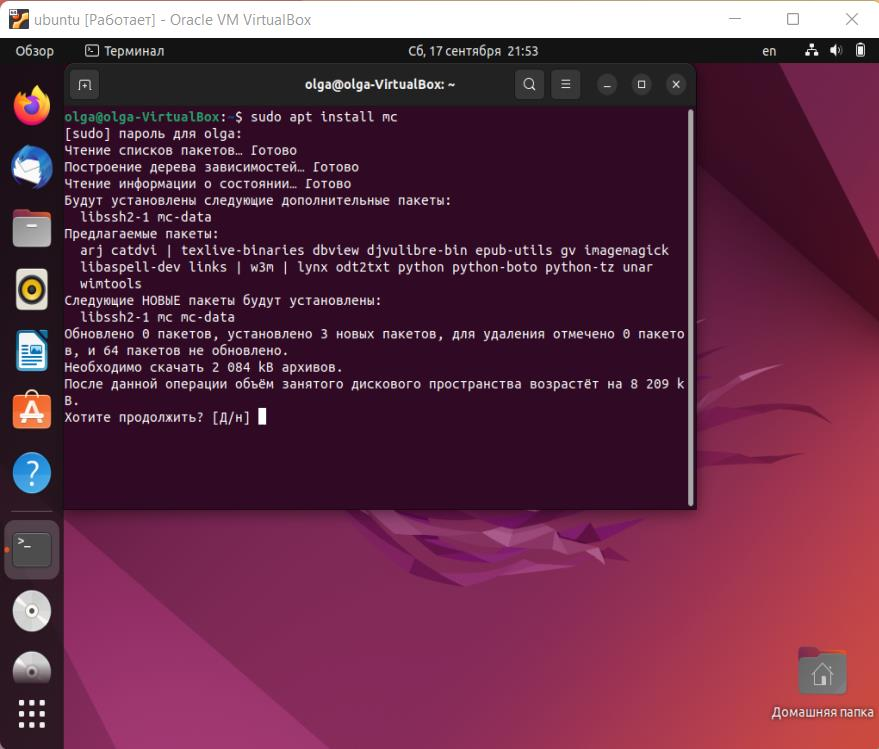 ubuntu [Работает] - Oracle VM VirtualBox
Обзор Терминал Сб, 17 сентября 21:53 en
olga@olga-VirtualBox: ~
olga@olga-VirtualBox:~$ sudo apt install mc
[sudo] пароль для olga:
Чтение списков пакетов… Готово
Построение дерева зависимостей… Готово
Чтение информации о состоянии… Готово
Будут установлены следующие дополнительные пакеты:
libssh2-1 mc-data
Предлагаемые пакеты:
arj catdvi | texlive-binaries dbview djvulibre-bin epub-utils gv imagemagick
libaspell-dev links | w3m | lynx odt2txt python python-boto python-tz unar
wimtools
Следующие НОВЫЕ пакеты будут установлены:
libssh2-1 mc mc-data
Обновлено 0 пакетов, установлено 3 новых пакетов, для удаления отмечено 0 пакето
в, и 64 пакетов не обновлено.
Необходимо скачать 2 084 kB архивов.
После данной операции объём занятого дискового пространства возрастёт на 8 209 k
B.
Хотите продолжить? [Д/н]
Домашняя папка